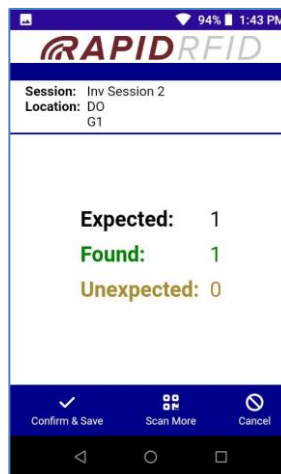 94% 1:43 PM
RAPIDRFID
Session: Inv Session 2
Location: DO
G1
Expected: 1
Found: 1
Unexpected: 0
Confirm & Save Scan More Cancel